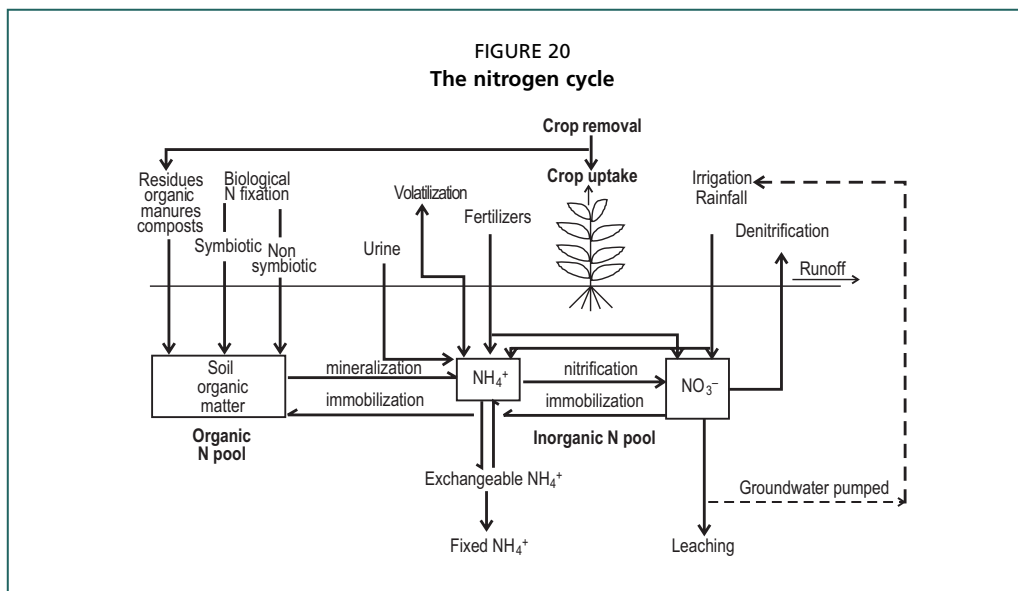 FIGURE 20
The nitrogen cycle
Crop removal
Residues
organic
manures
composts
Biological
N fixation
Volatilization
Crop uptake
Irrigation
Rainfall
Fertilizers
Denitrification
Symbiotic
Non
symbiotic
Urine
Runoff
Soil
organic
matter
mineralization
NH₄⁺
nitrification
NO₃⁻
immobilization
immobilization
Organic
N pool
Inorganic N pool
Exchangeable NH₄⁺
Groundwater pumped
Fixed NH₄⁺
Leaching